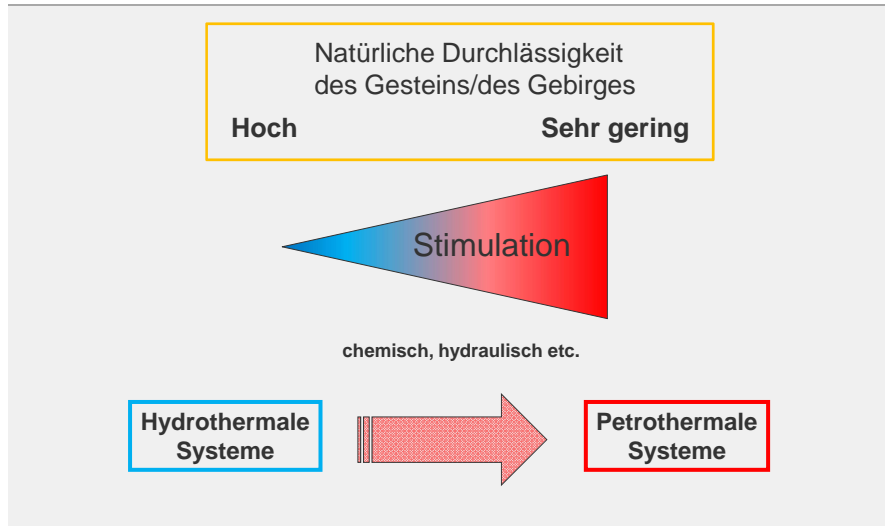 Natürliche Durchlässigkeit
des Gesteins/des Gebirges
Hoch Sehr gering
Stimulation
chemisch, hydraulisch etc.
Hydrothermale
Systeme
Petrothermale
Systeme